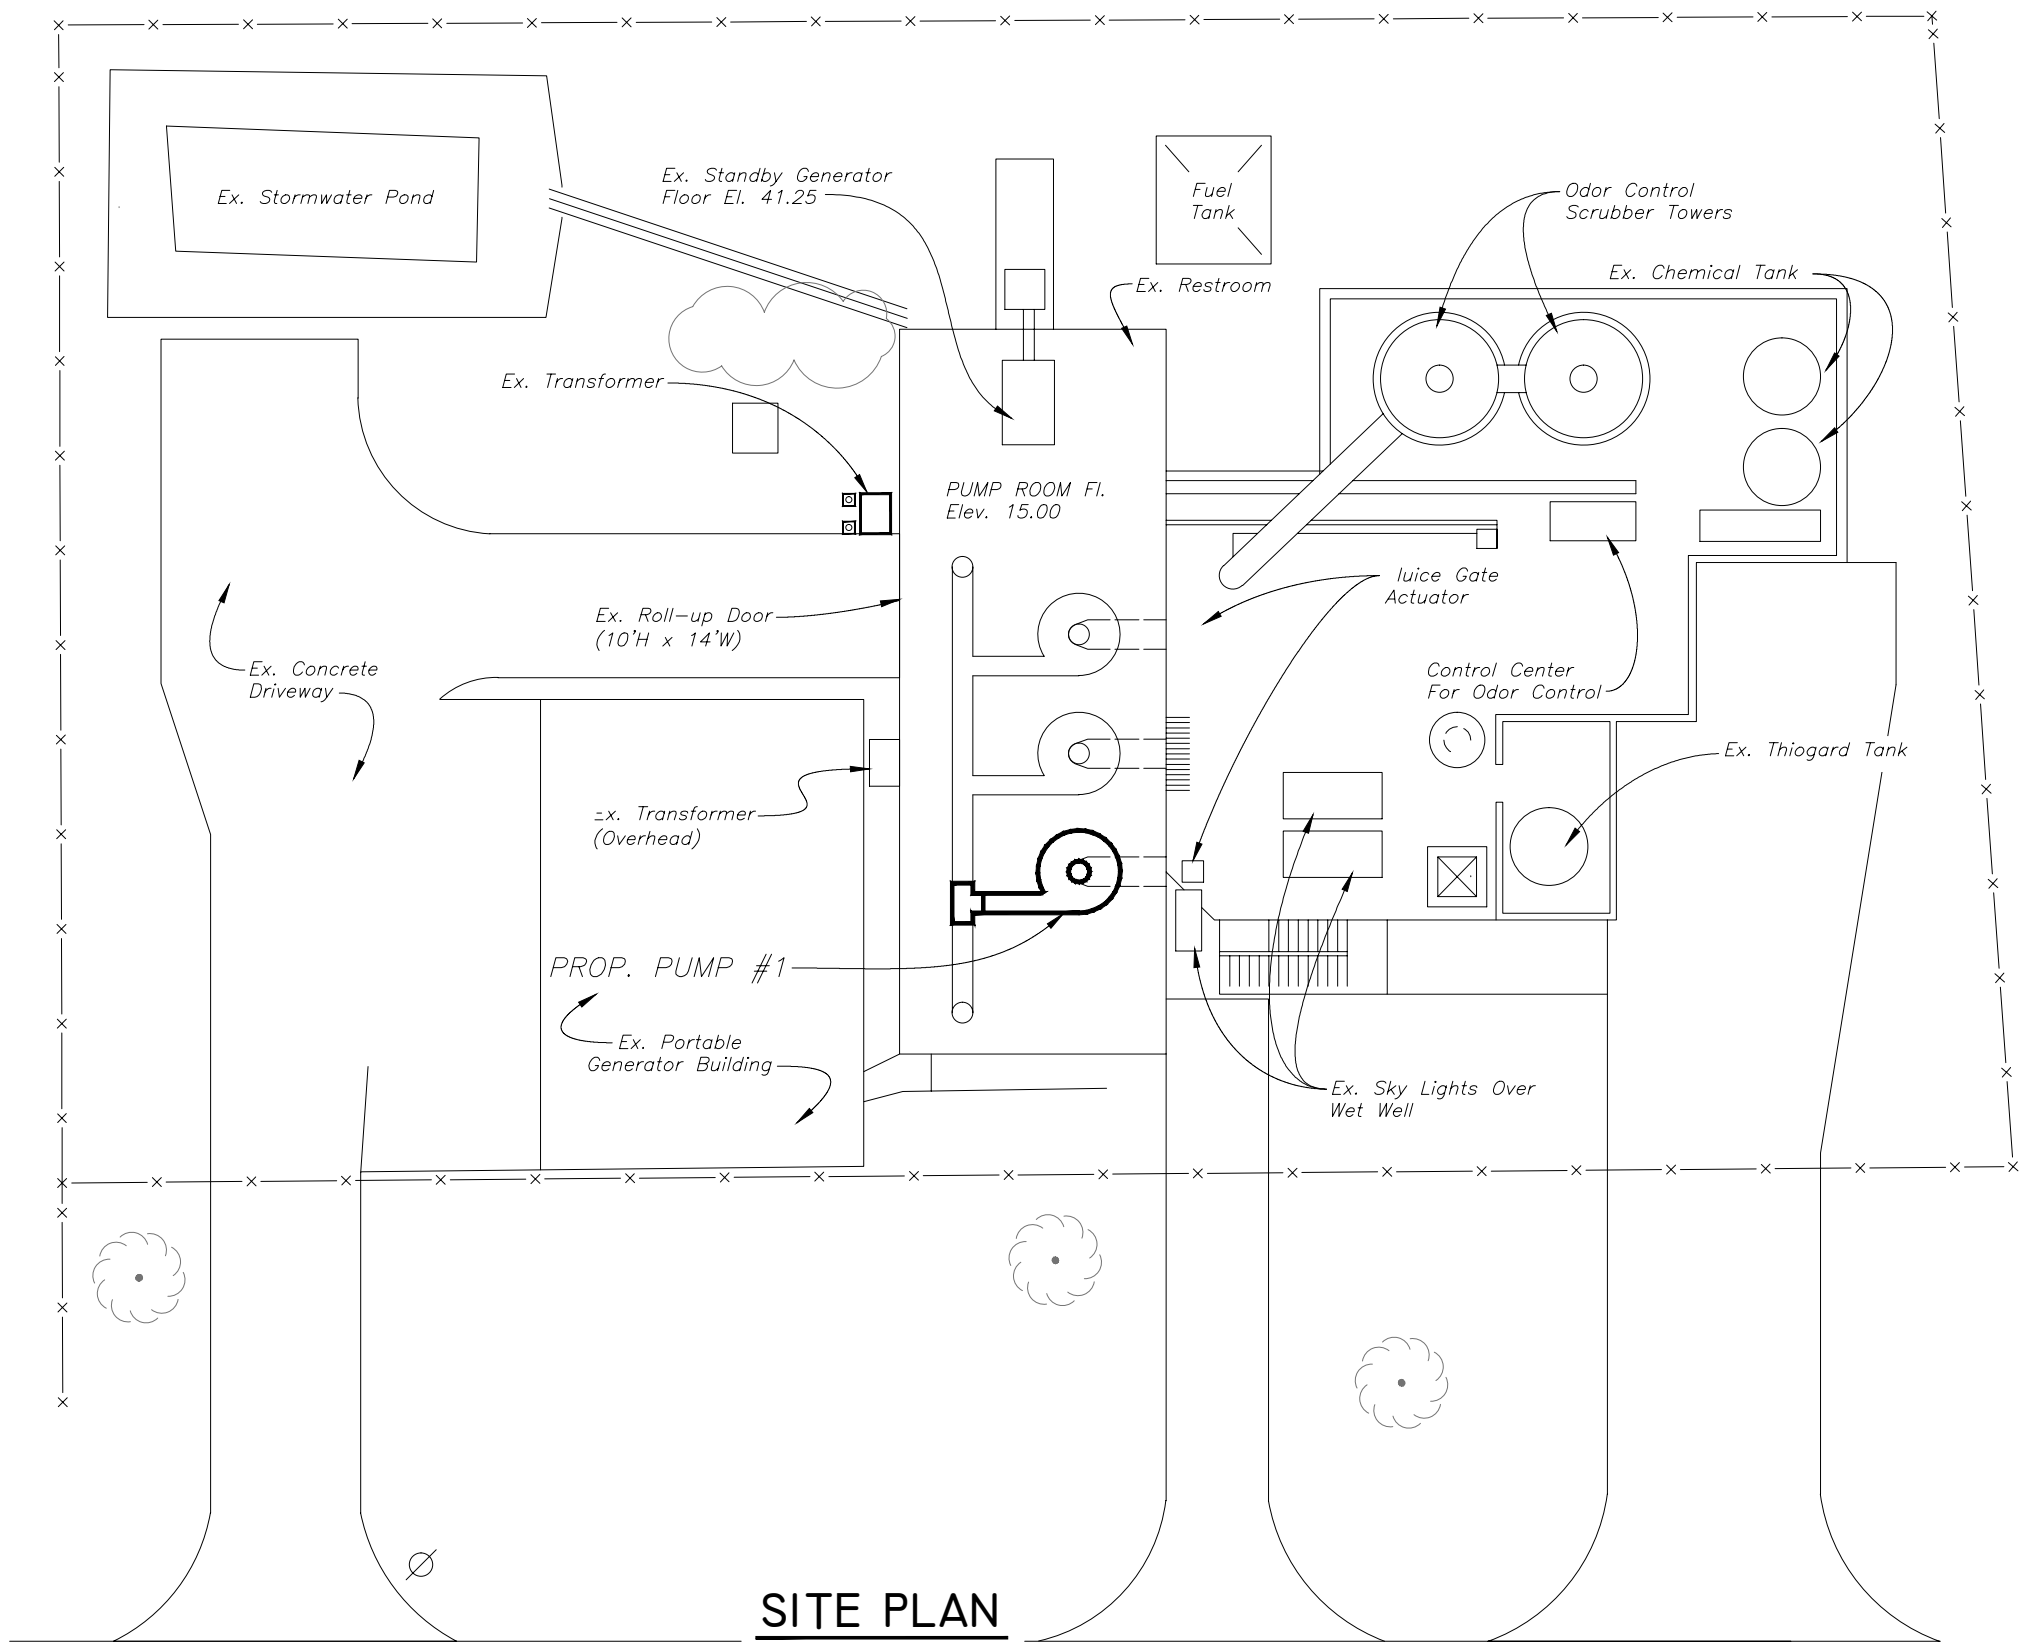 Ex. Stormwater Pond
Ex. Standby Generator
Floor El. 41.25
Fuel
Tank
Odor Control
Scrubber Towers
Ex. Chemical Tank
Ex. Restroom
Ex. Transformer
PUMP ROOM Fl.
Elev. 15.00
luice Gate
Actuator
Ex. Roll-up Door
(10'H x 14'W)
Ex. Concrete
Driveway
Control Center
For Odor Control
Ex. Thiogard Tank
Ex. Transformer
(Overhead)
PROP. PUMP #1
Ex. Portable
Generator Building
Ex. Sky Lights Over
Wet Well
SITE PLAN